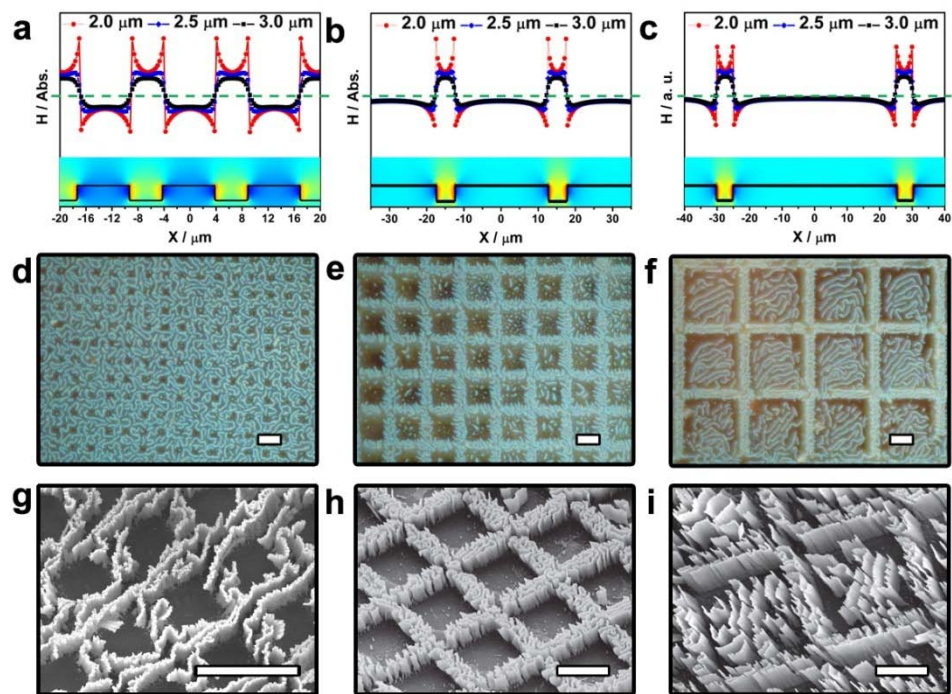 a 2.0 μm 2.5 μm 3.0 μm
H / Abs.
-20 -16 -12 -8 -4 0 4 8 12 16 20
X / μm
b 2.0 μm 2.5 μm 3.0 μm
H / Abs.
-30 -20 -10 0 10 20 30
X / μm
c 2.0 μm 2.5 μm 3.0 μm
H / a. u.
-40 -30 -20 -10 0 10 20 30 40
X / μm
d
e
f
g
h
i